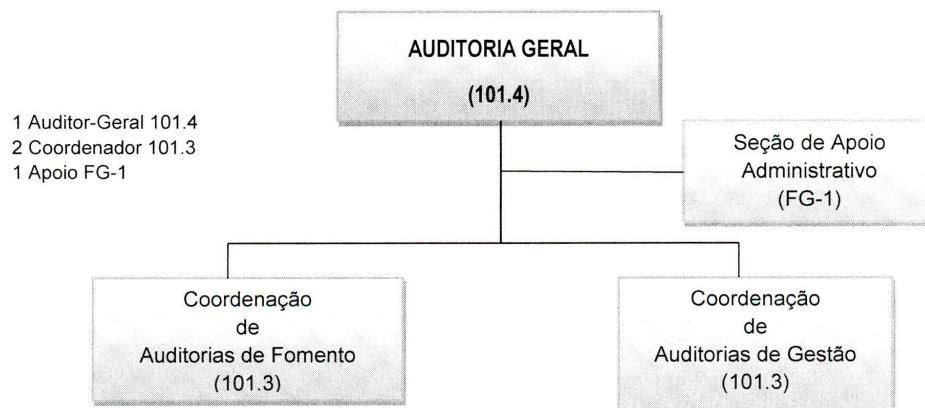 AUDITORIA GERAL
(101.4)
1 Auditor-Geral 101.4
2 Coordenador 101.3
1 Apoio FG-1
Seção de Apoio
Administrativo
(FG-1)
Coordenação
de
Auditorias de Fomento
(101.3)
Coordenação
de
Auditorias de Gestão
(101.3)